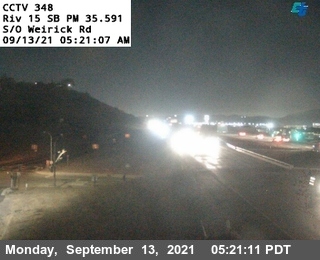 CCTV 348
Riv 15 SB PM 35.591
S/O Weirick Rd
09/13/21 05:21:07 AM
Monday, September 13, 2021 05:21:11 PDT